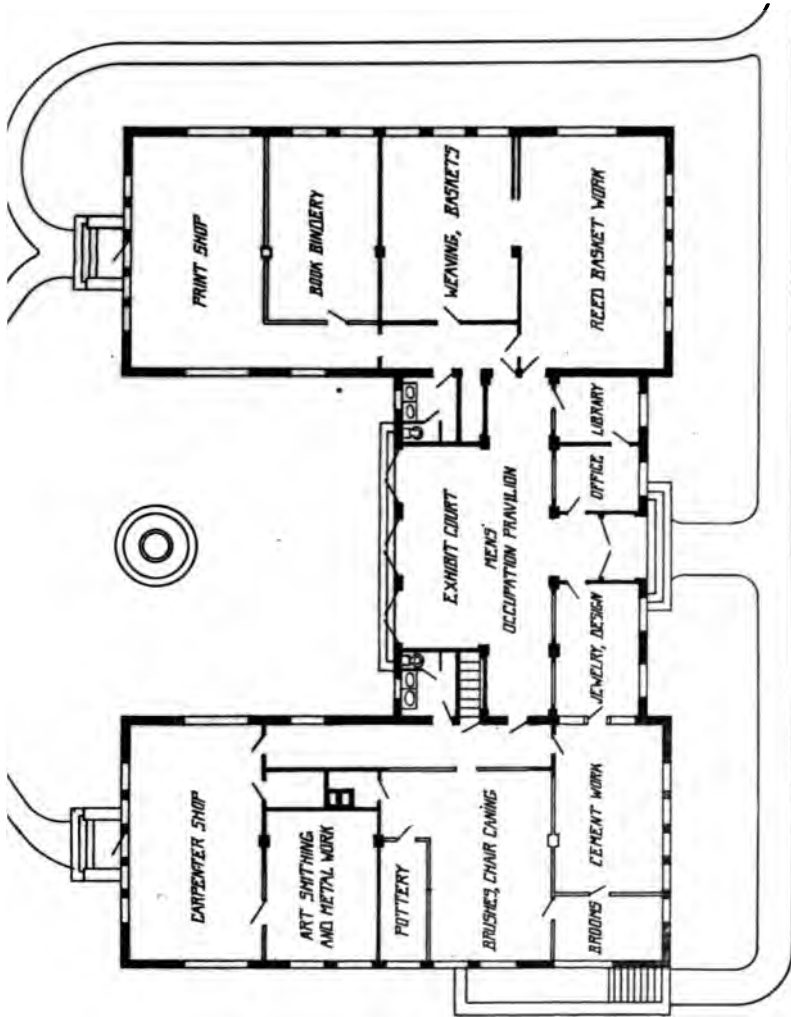 PRINT SHOP
BOOK BINDERY
WEAVING, BASKETS
REED BASKET WORK
LIBRARY
OFFICE
EXHIBIT COURT
MENS'
OCCUPATION PRAVILION
JEWELRY, DESIGN
CARPENTER SHOP
ART SMITHING
AND METAL WORK
POTTERY
BRUSHES, CHAIR CANING
CEMENT WORK
BROOMS